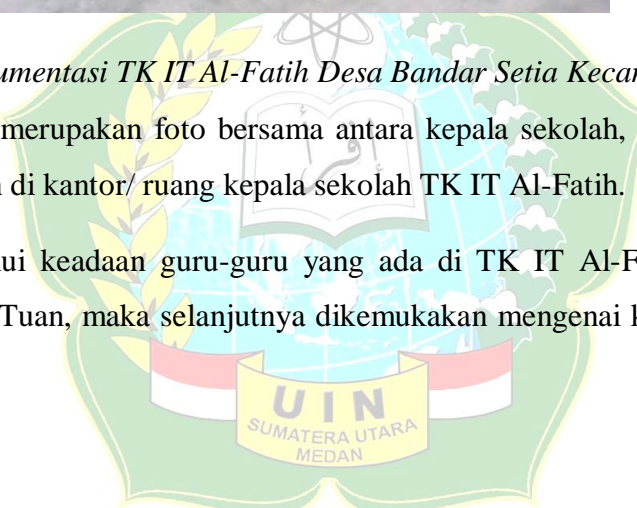 umentasi TK IT Al-Fatih Desa Bandar Setia Kecar
merupakan foto bersama antara kepala sekolah,
di kantor/ ruang kepala sekolah TK IT Al-Fatih.
ui keadaan guru-guru yang ada di TK IT Al-F
Tuan, maka selanjutnya dikemukakan mengenai k
UIN
SUMATERA UTARA
MEDAN